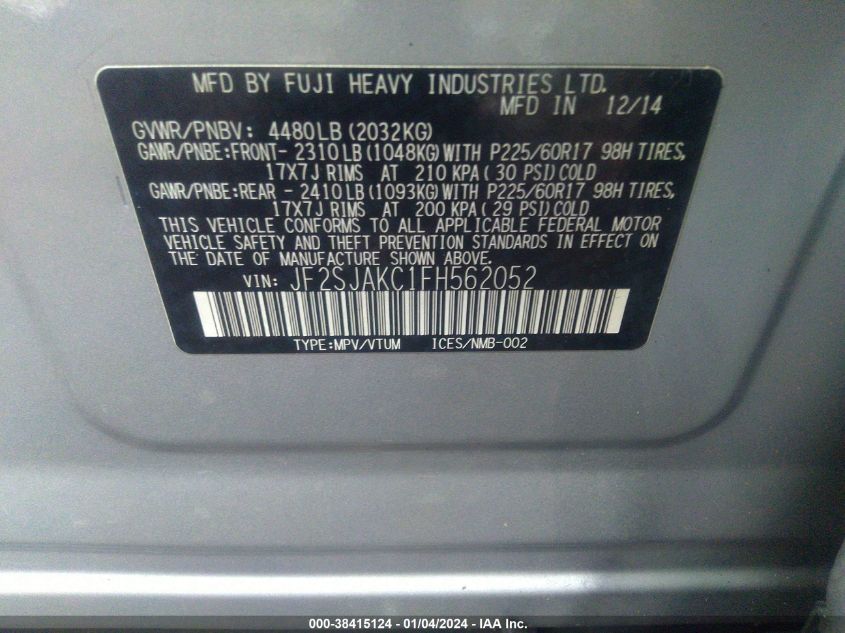 MFD BY FUJI HEAVY INDUSTRIES LTD.
MFD IN 12/14
GVWR/PNBV: 4480LB(2032KG)
GAWR/PNBE:FRONT- 2310LB(1048KG)WITH P225/60R17 98H TIRES,
17X7J RIMS AT 210 KPA(30 PSI)COLD
GAWR/PNBE:REAR - 2410LB(1093KG)WITH P225/60R17 98H TIRES,
17X7J RIMS AT 200 KPA(29 PSI)COLD
THIS VEHICLE CONFORMS TO ALL APPLICABLE FEDERAL MOTOR
VEHICLE SAFETY AND THEFT PREVENTION STANDARDS IN EFFECT ON
THE DATE OF MANUFACTURE SHOWN ABOVE.
VIN: JF2SJAKC1FH562052
TYPE:MPV/VTUM ICES/NMB-002
000-38415124 - 01/04/2024 - IAA Inc.